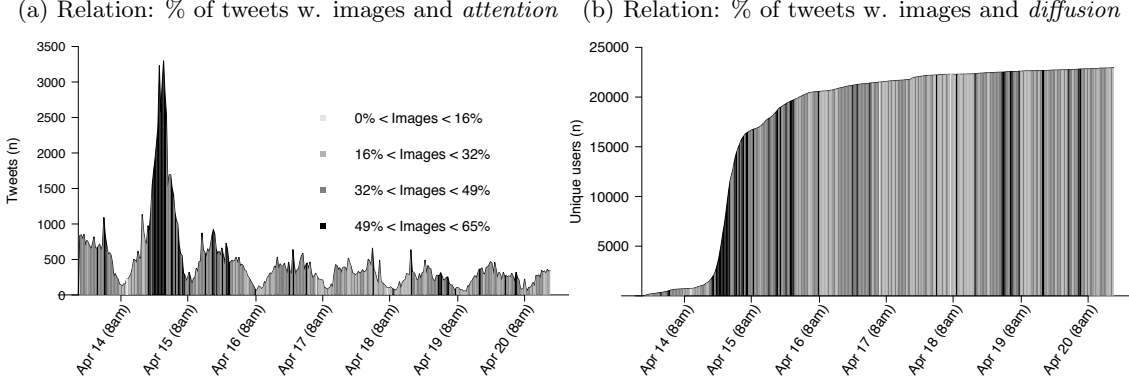 (a) Relation: % of tweets w. images and attention
(b) Relation: % of tweets w. images and diffusion
Tweets (n)
3500
3000
2500
2000
1500
1000
500
0
0% < Images < 16%
16% < Images < 32%
32% < Images < 49%
49% < Images < 65%
Apr 14 (8am)
Apr 15 (8am)
Apr 16 (8am)
Apr 17 (8am)
Apr 18 (8am)
Apr 19 (8am)
Apr 20 (8am)
Unique users (n)
25000
20000
15000
10000
5000
Apr 14 (8am)
Apr 15 (8am)
Apr 16 (8am)
Apr 17 (8am)
Apr 18 (8am)
Apr 19 (8am)
Apr 20 (8am)